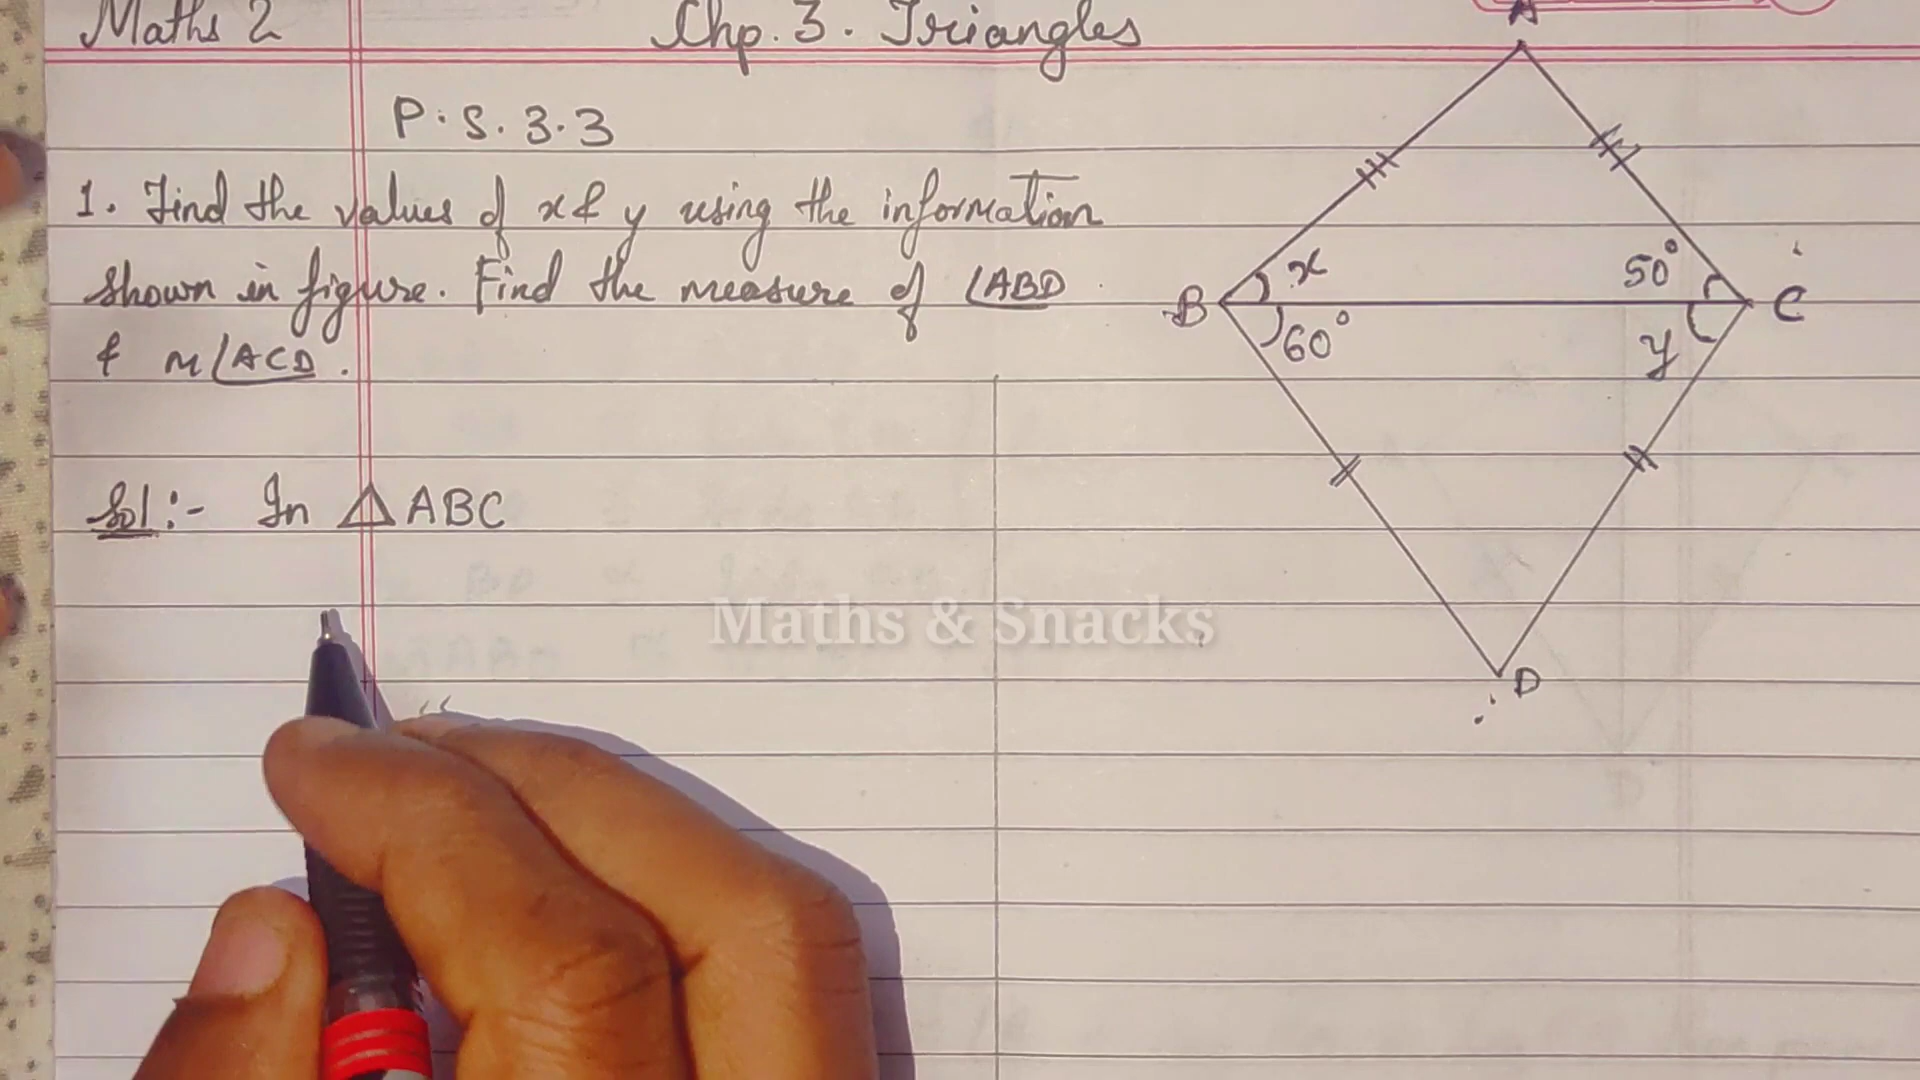 Maths 2
Chp. 3. Triangles
P. S. 3.3
1. Find the values of x & y using the information
shown in figure. Find the measure of ∠ABD
& m∠ACD.
Sol:- In △ABC
A
B
x
50°
C
60°
y
D
Maths & Snacks